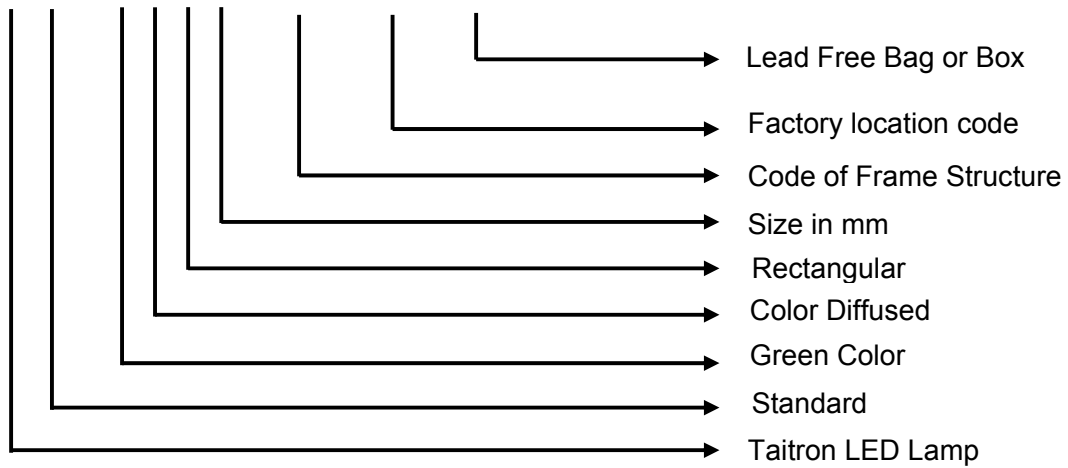 Lead Free Bag or Box
Factory location code
Code of Frame Structure
Size in mm
Rectangular
Color Diffused
Green Color
Standard
Taitron LED Lamp